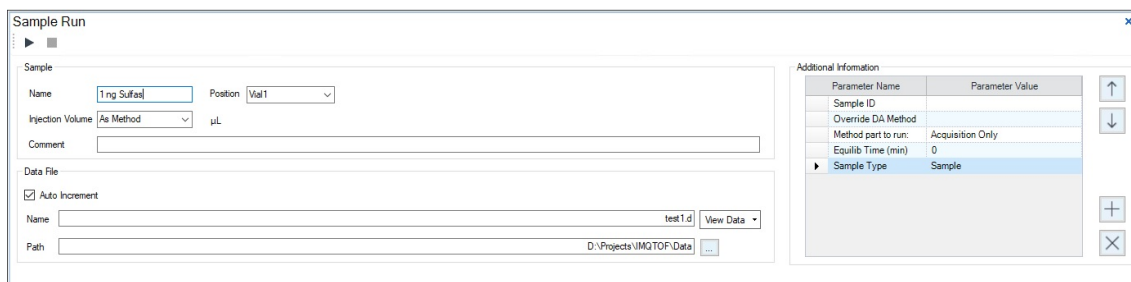 Sample Run
Sample
Name 1 ng Sulfas Position Vial1
Injection Volume As Method µL
Comment
Data File
Auto Increment
Name test1.d View Data
Path D:\Projects\IMQTOF\Data ...
Additional Information
Parameter Name Parameter Value
Sample ID
Override DA Method
Method part to run: Acquisition Only
Equilib Time (min) 0
Sample Type Sample